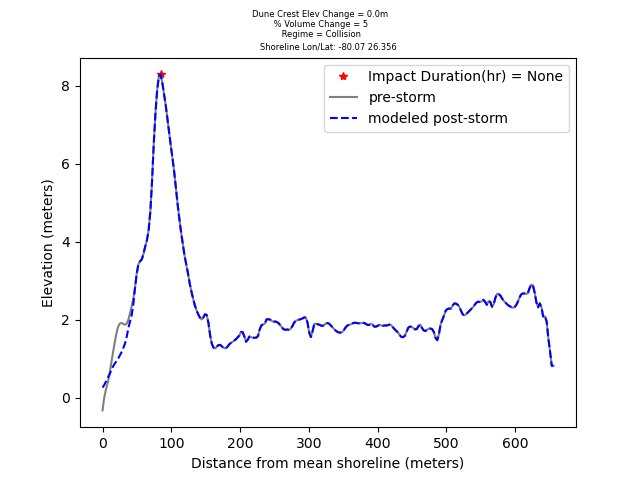 Dune Crest Elev Change = 0.0m
% Volume Change = 5
Regime = Collision
Shoreline Lon/Lat: -80.07 26.356
Impact Duration(hr) = None
pre-storm
modeled post-storm
Elevation (meters)
8
6
4
2
0
0 100 200 300 400 500 600
Distance from mean shoreline (meters)